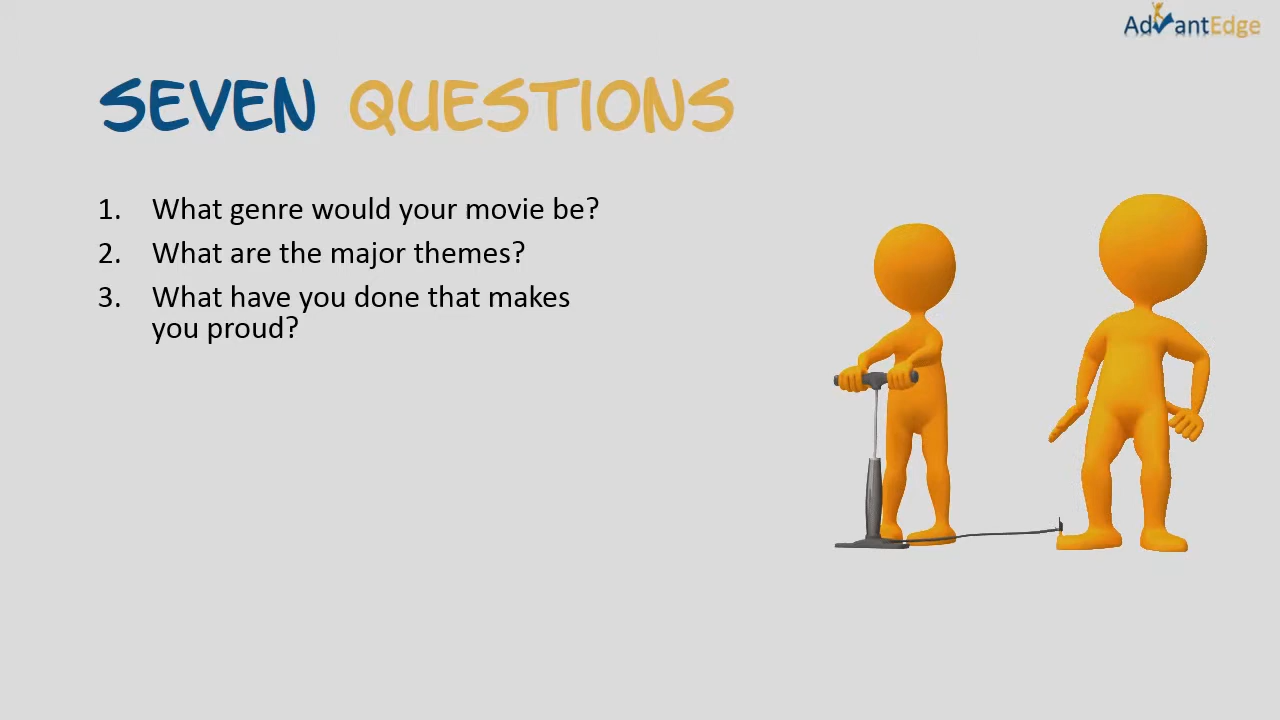 AdvantEdge
SEVEN QUESTIONS
1. What genre would your movie be?
2. What are the major themes?
3. What have you done that makes
you proud?